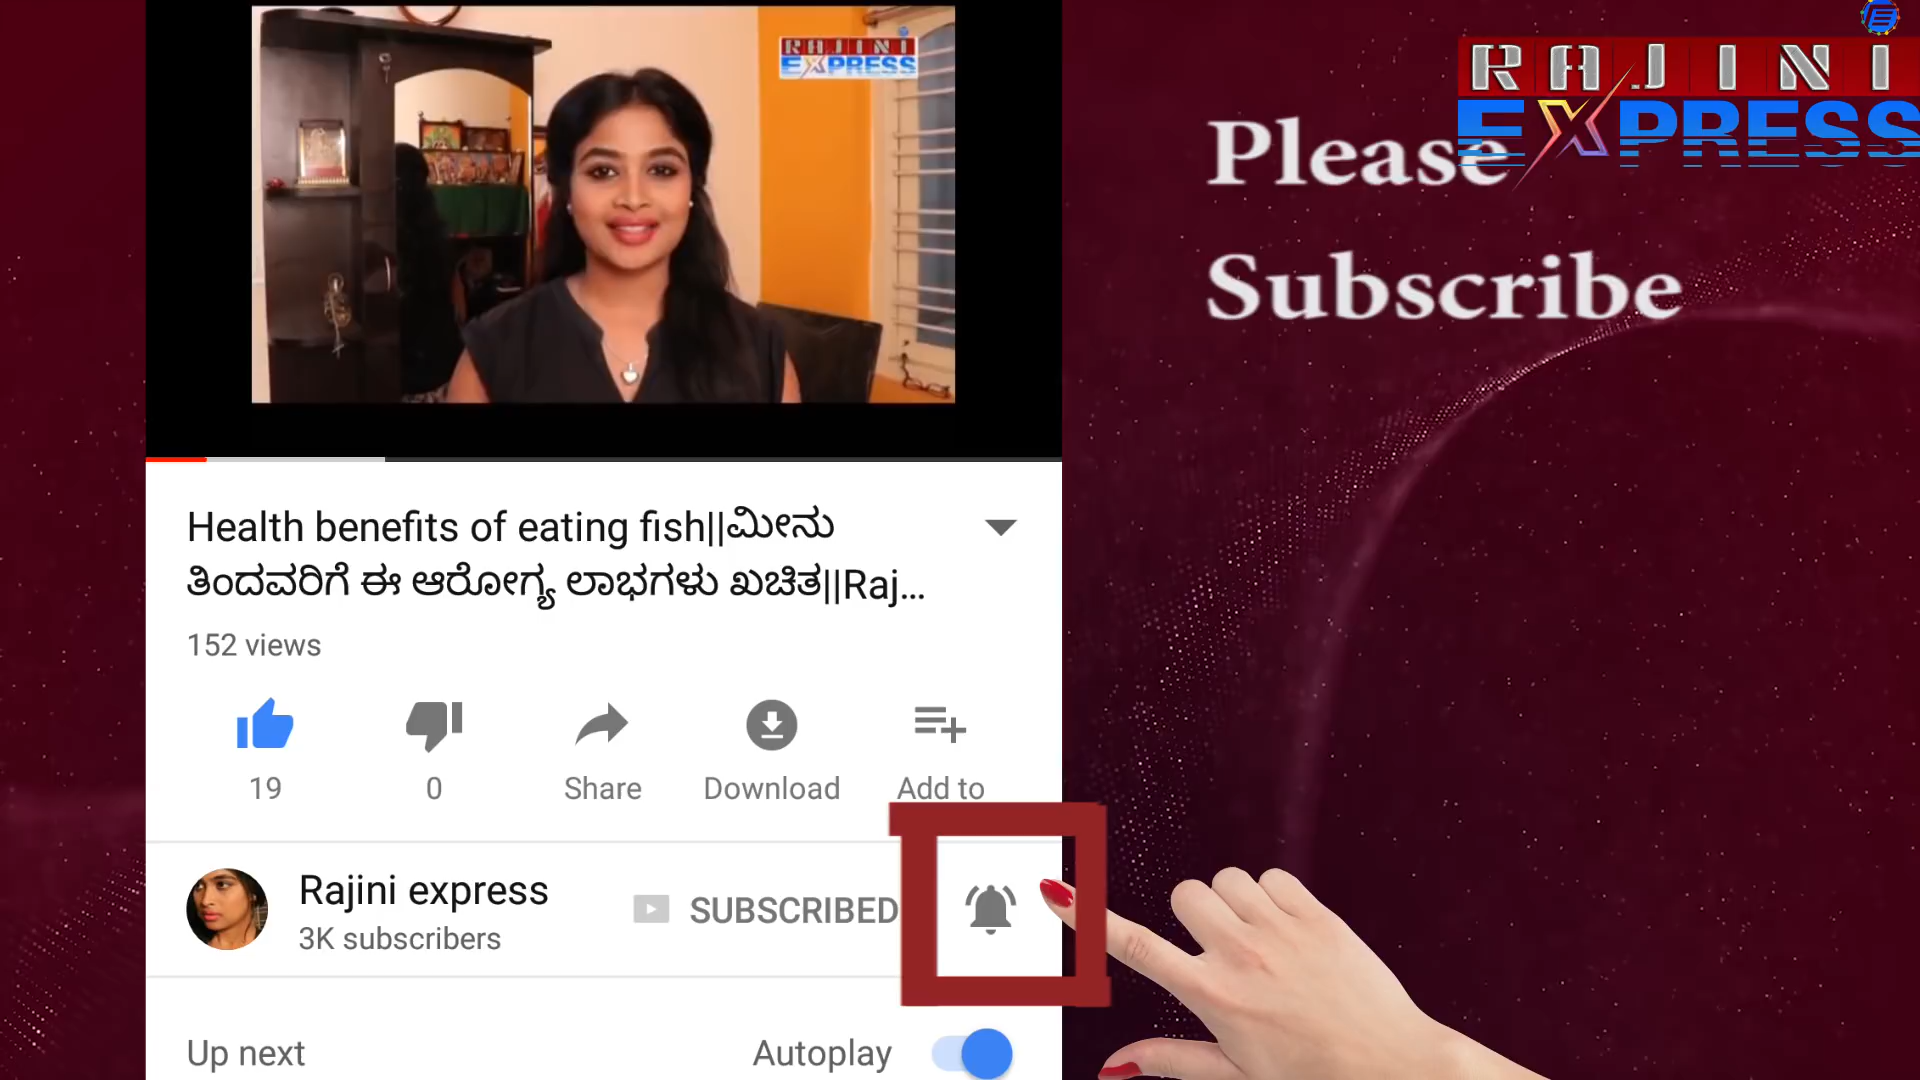 RAJINI
EXPRESS
RAJINI
EXPRESS
Please
Subscribe
Health benefits of eating fish||ಮೀನು
ತಿಂದವರಿಗೆ ಈ ಆರೋಗ್ಯ ಲಾಭಗಳು ಖಚಿತ||Raj...
152 views
19
0
Share
Download
Add to
Rajini express
SUBSCRIBED
3K subscribers
Up next
Autoplay